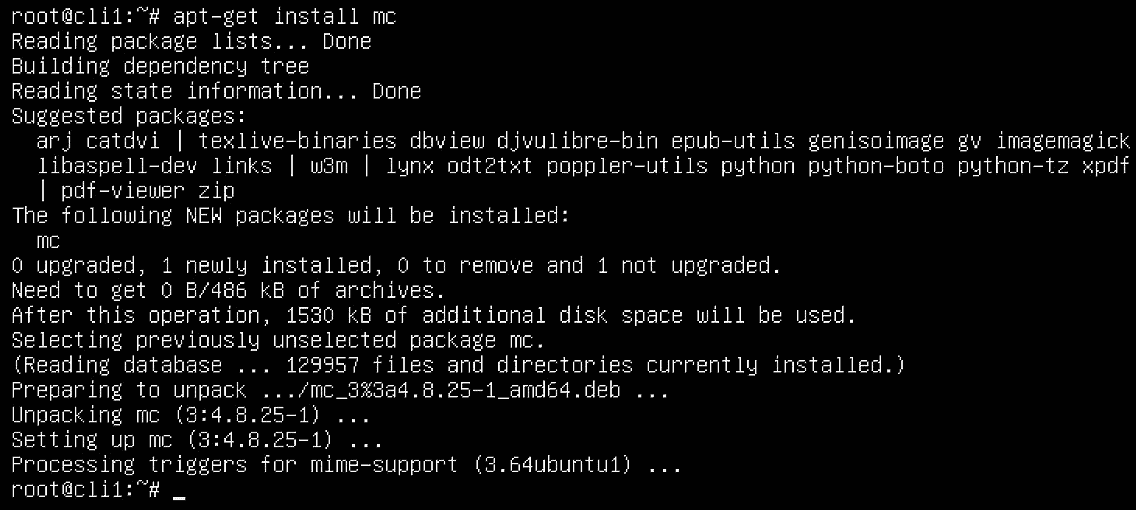 root@cli1:~# apt-get install mc
Reading package lists... Done
Building dependency tree
Reading state information... Done
Suggested packages:
  arj catdvi | texlive-binaries dbview djvulibre-bin epub-utils genisoimage gv imagemagick
  libaspell-dev links | w3m | lynx odt2txt poppler-utils python python-boto python-tz xpdf
  | pdf-viewer zip
The following NEW packages will be installed:
  mc
0 upgraded, 1 newly installed, 0 to remove and 1 not upgraded.
Need to get 0 B/486 kB of archives.
After this operation, 1530 kB of additional disk space will be used.
Selecting previously unselected package mc.
(Reading database ... 129957 files and directories currently installed.)
Preparing to unpack .../mc_3%3a4.8.25-1_amd64.deb ...
Unpacking mc (3:4.8.25-1) ...
Setting up mc (3:4.8.25-1) ...
Processing triggers for mime-support (3.64ubuntu1) ...
root@cli1:~# _